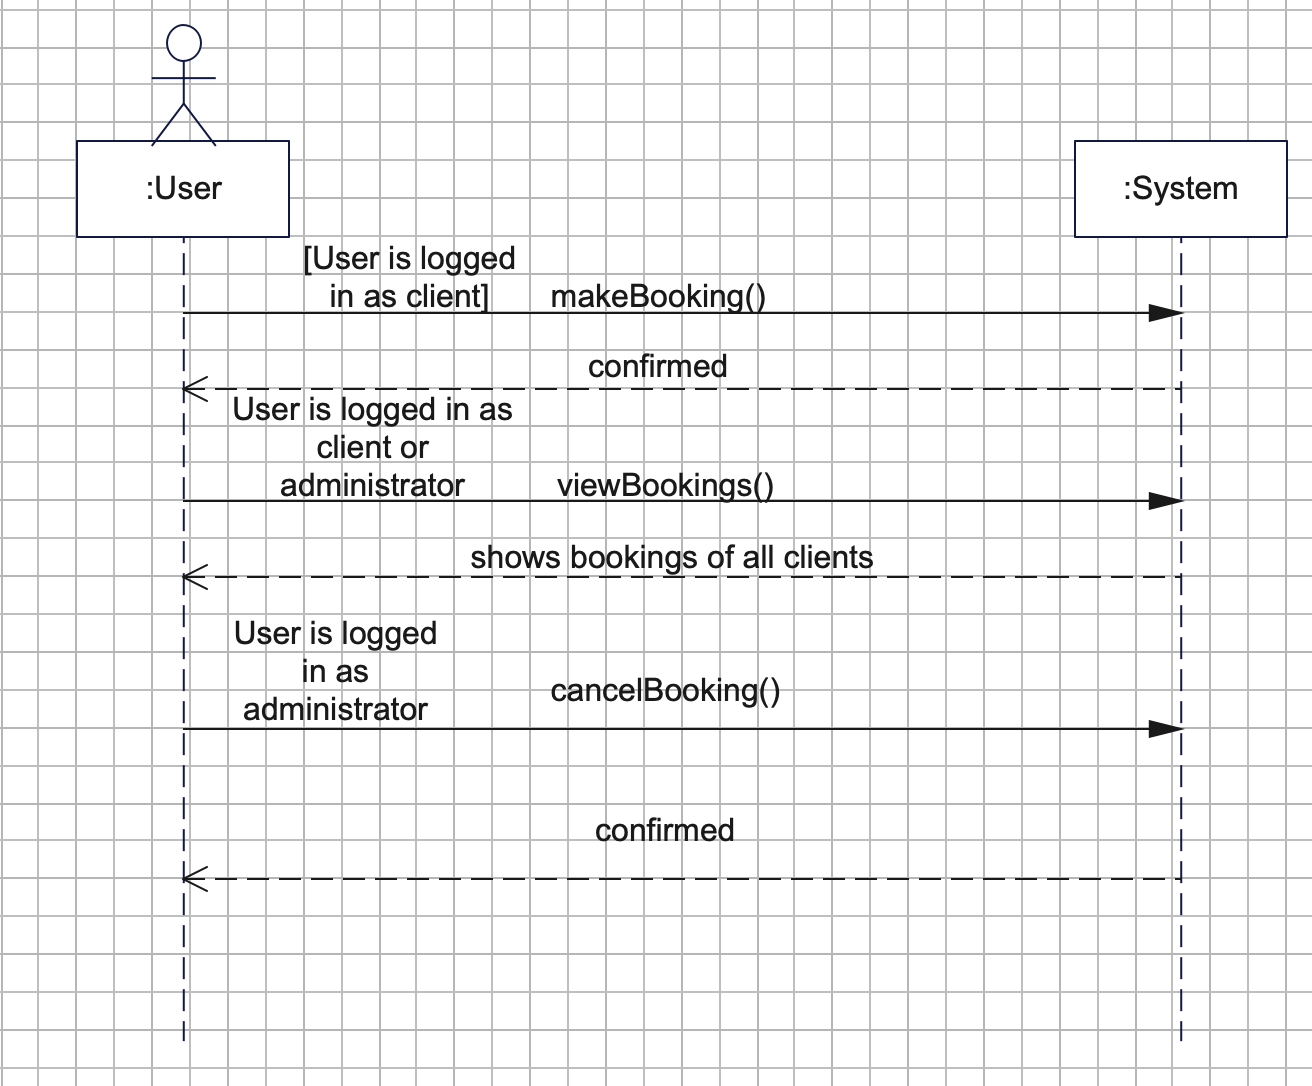 :User
:System
[User is logged
in as client]
makeBooking()
confirmed
User is logged in as
client or
administrator
viewBookings()
shows bookings of all clients
User is logged
in as
administrator
cancelBooking()
confirmed